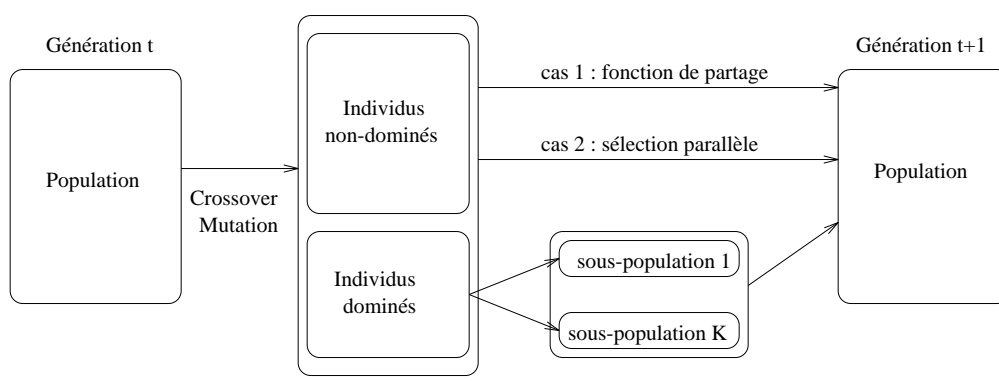 Génération t
Population
Crossover
Mutation
Individus
non-dominés
Individus
dominés
cas 1 : fonction de partage
cas 2 : sélection parallèle
sous-population 1
sous-population K
Génération t+1
Population